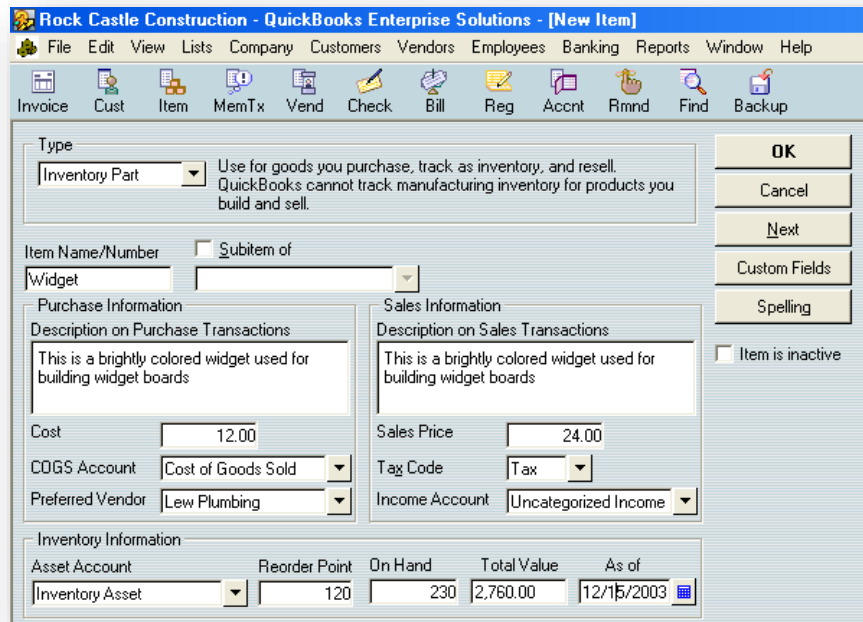 Rock Castle Construction - QuickBooks Enterprise Solutions - [New Item]
File Edit View Lists Company Customers Vendors Employees Banking Reports Window Help
Invoice Cust Item MemTx Vend Check Bill Reg Accnt Rmnd Find Backup
Type
Inventory Part
Use for goods you purchase, track as inventory, and resell.
QuickBooks cannot track manufacturing inventory for products you
build and sell.
OK
Cancel
Next
Custom Fields
Spelling
Item is inactive
Item Name/Number Subitem of
Widget
Purchase Information
Description on Purchase Transactions
This is a brightly colored widget used for
building widget boards
Cost 12.00
COGS Account Cost of Goods Sold
Preferred Vendor Lew Plumbing
Sales Information
Description on Sales Transactions
This is a brightly colored widget used for
building widget boards
Sales Price 24.00
Tax Code Tax
Income Account Uncategorized Income
Inventory Information
Asset Account Reorder Point On Hand Total Value As of
Inventory Asset 120 230 2,760.00 12/15/2003